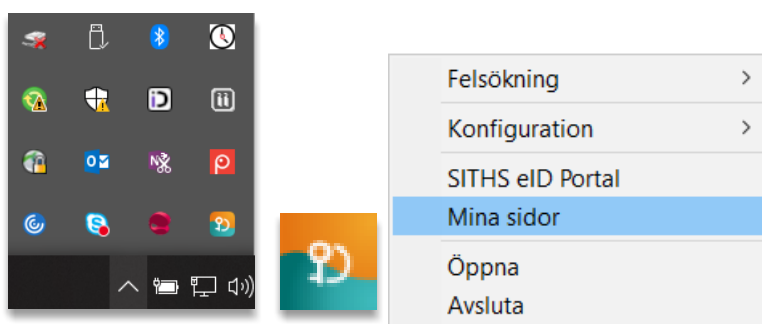 Felsökning
Konfiguration
SITHS eID Portal
Mina sidor
Öppna
Avsluta